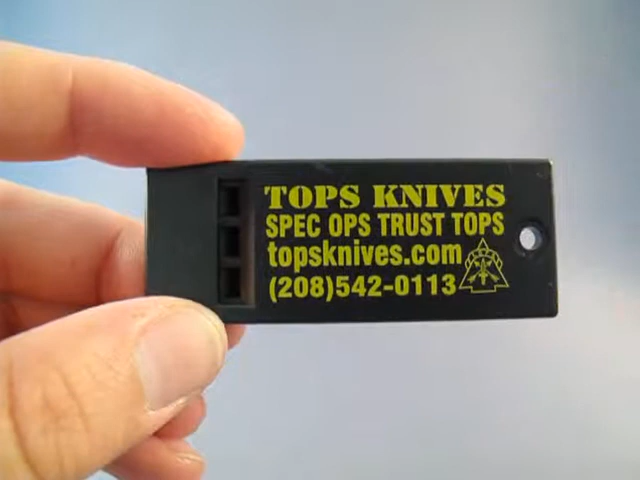 TOPS KNIVES
SPEC OPS TRUST TOPS
topsknives.com
(208)542-0113